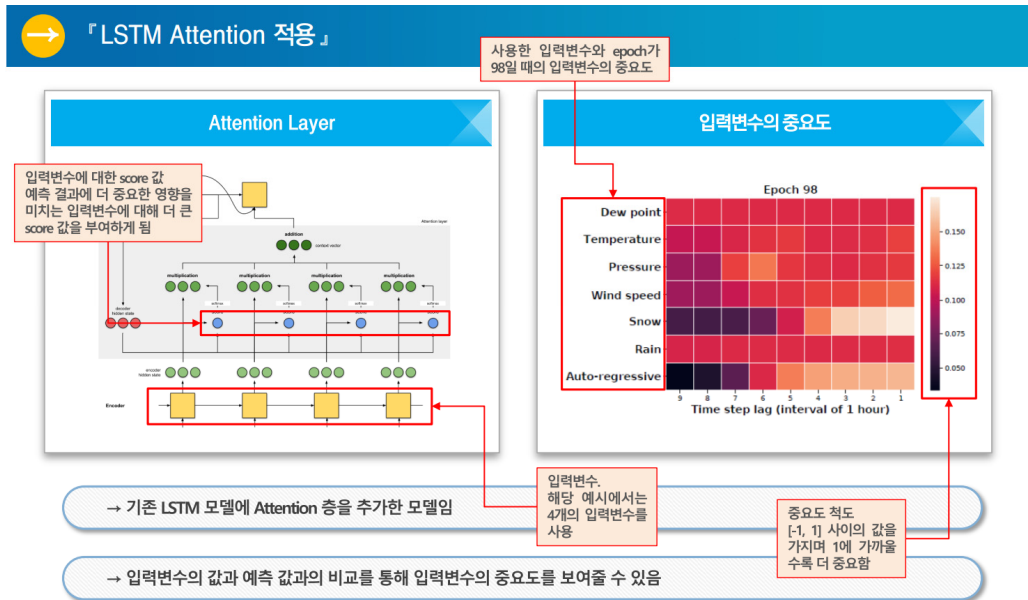 →
『LSTM Attention 적용』
사용한 입력변수와 epoch가
98일 때의 입력변수의 중요도
Attention Layer
입력변수에 대한 score 값
예측 결과에 더 중요한 영향을
미치는 입력변수에 대해 더 큰
score 값을 부여하게 됨
Attention layer
addition
context vector
multiplication
multiplication
multiplication
multiplication
decoder
hidden state
encoder
hidden state
Encoder
입력변수.
해당 예시에서는
4개의 입력변수를
사용
입력변수의 중요도
Epoch 98
Dew point
Temperature
Pressure
Wind speed
Snow
Rain
Auto-regressive
9 8 7 6 5 4 3 2 1
Time step lag (interval of 1 hour)
0.150
0.125
0.100
0.075
0.050
중요도 척도
[-1, 1] 사이의 값을
가지며 1에 가까울
수록 더 중요함
→ 기존 LSTM 모델에 Attention 층을 추가한 모델임
→ 입력변수의 값과 예측 값과의 비교를 통해 입력변수의 중요도를 보여줄 수 있음